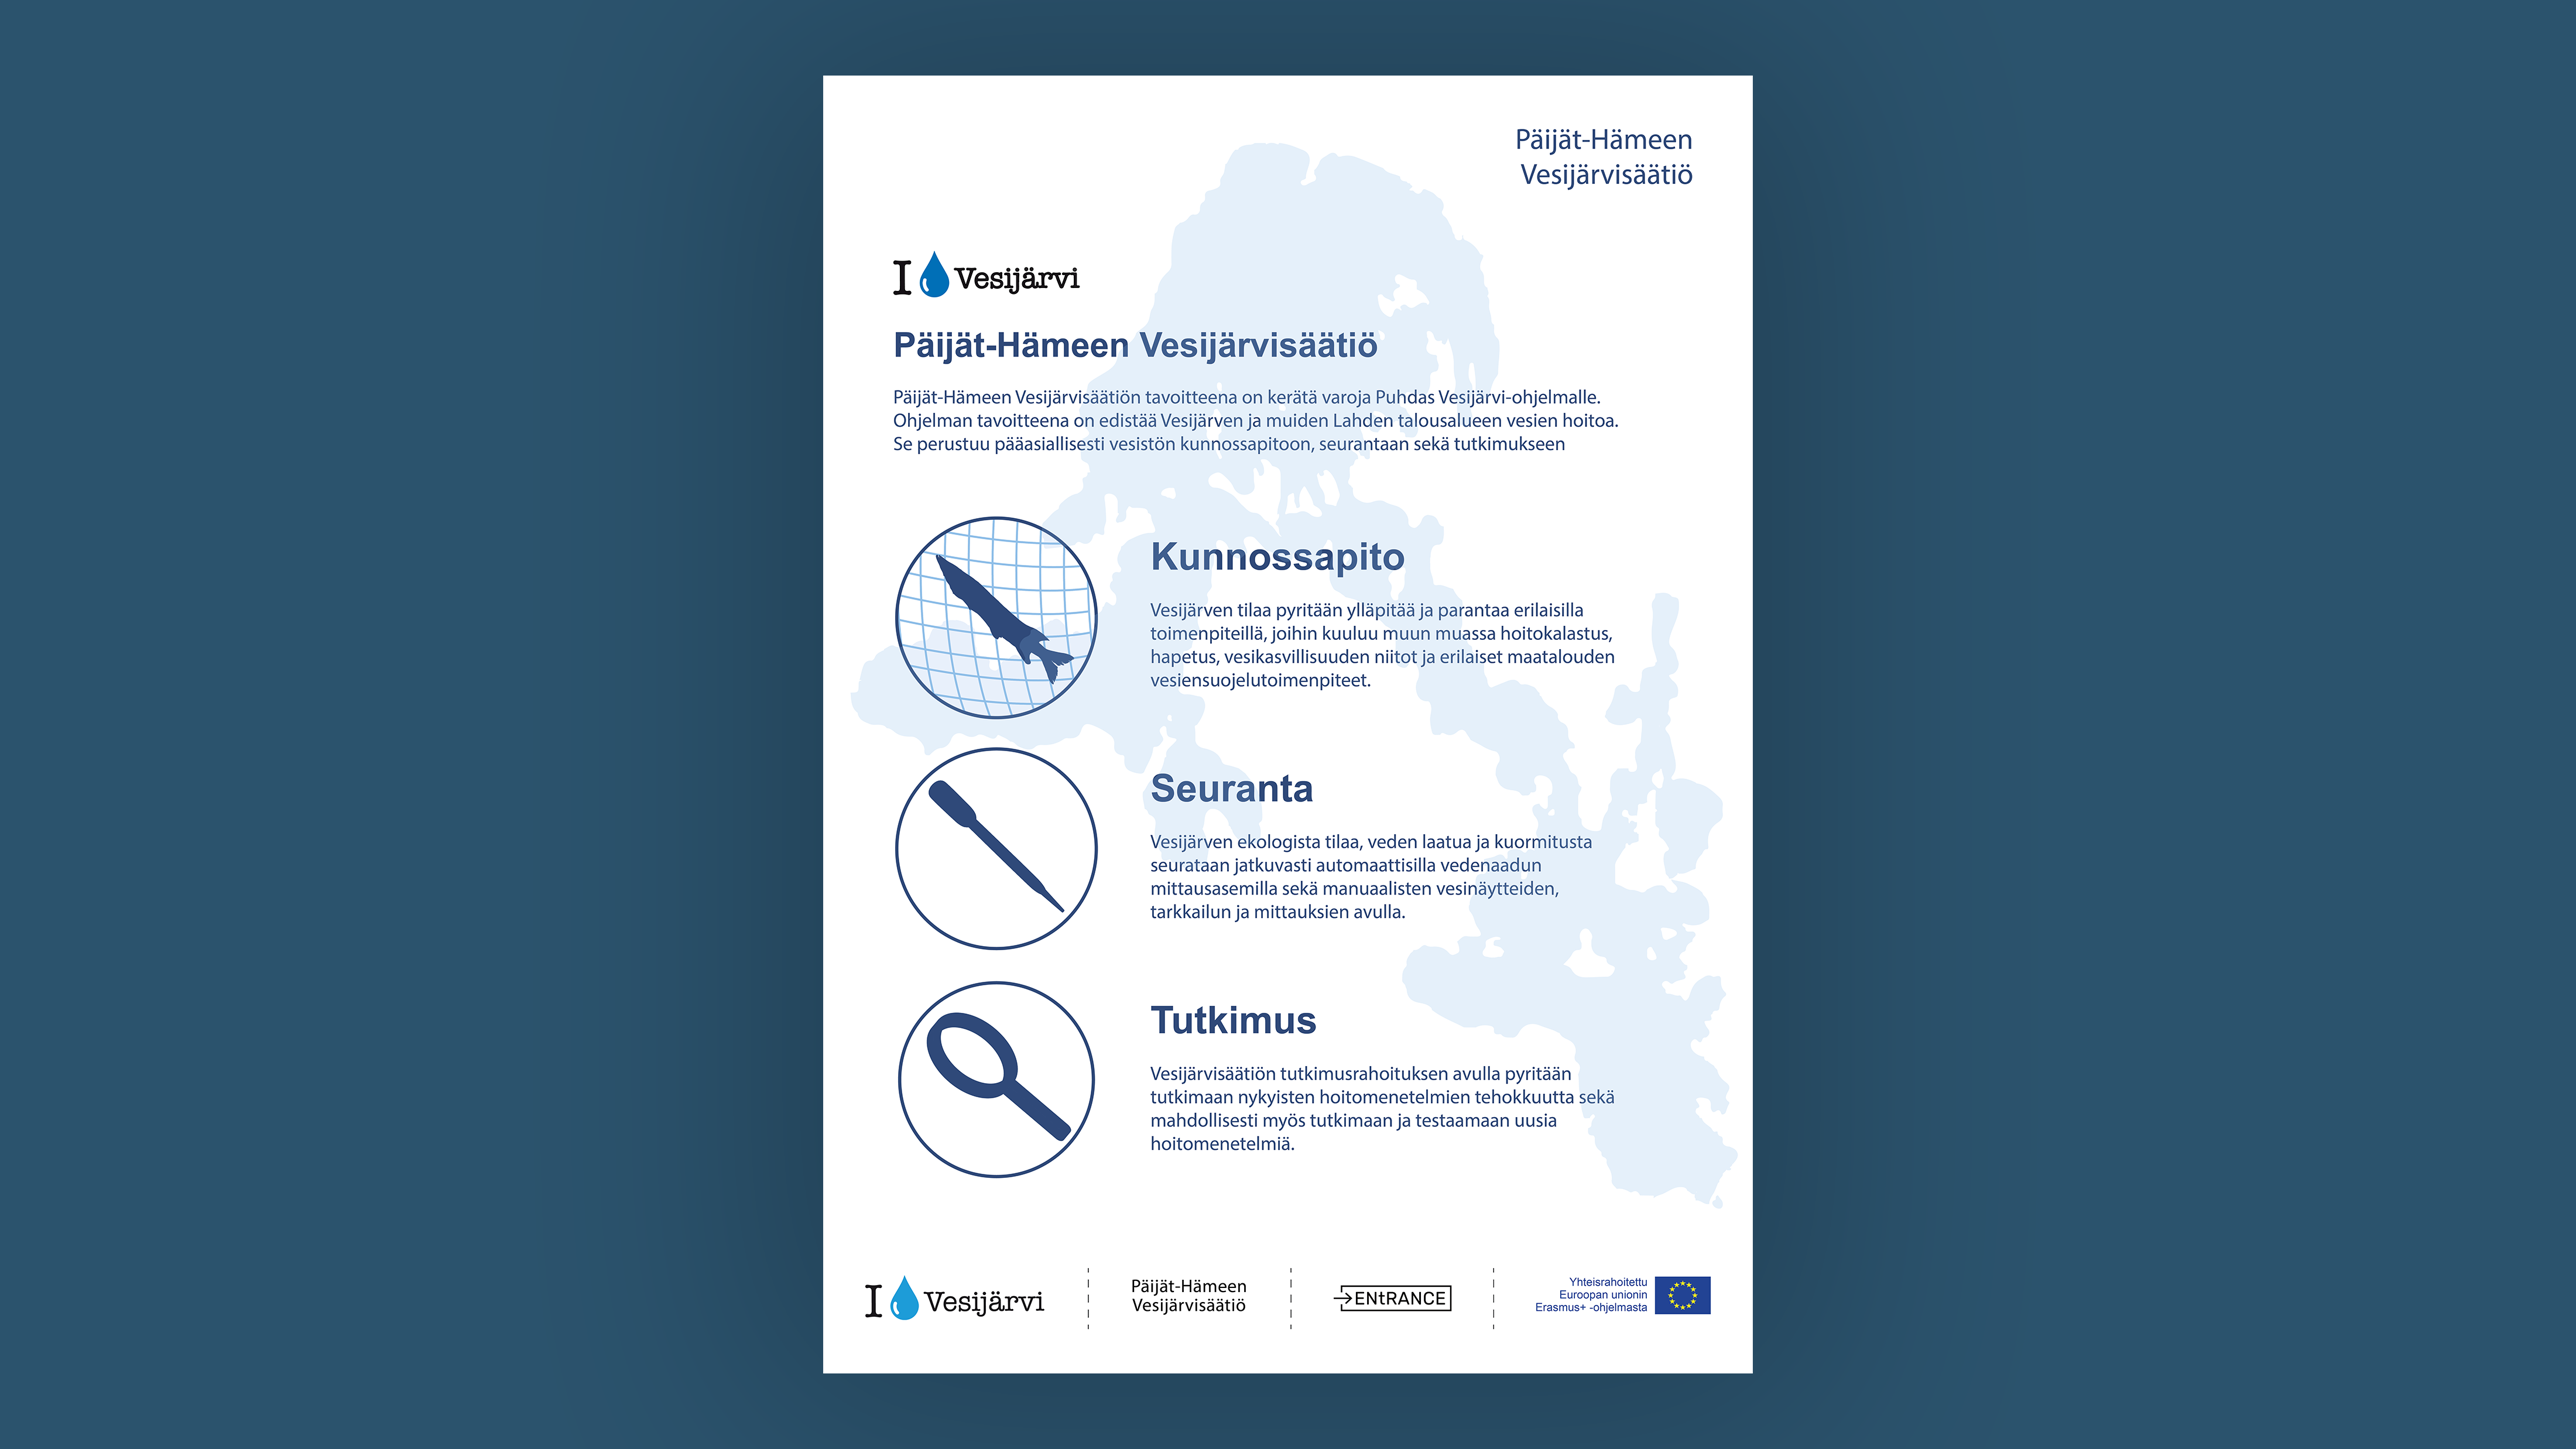 Päijät-Hämeen
Vesijärvisäätiö
I Vesijärvi
Päijät-Hämeen Vesijärvisäätiö
Päijät-Hämeen Vesijärvisäätiön tavoitteena on kerätä varoja Puhdas Vesijärvi-ohjelmalle.
Ohjelman tavoitteena on edistää Vesijärven ja muiden Lahden talousalueen vesien hoitoa.
Se perustuu pääasiallisesti vesistön kunnossapitoon, seurantaan sekä tutkimukseen
Kunnossapito
Vesijärven tilaa pyritään ylläpitää ja parantaa erilaisilla
toimenpiteillä, joihin kuuluu muun muassa hoitokalastus,
hapetus, vesikasvillisuuden niitot ja erilaiset maatalouden
vesiensuojelutoimenpiteet.
Seuranta
Vesijärven ekologista tilaa, veden laatua ja kuormitusta
seurataan jatkuvasti automaattisilla vedenaadun
mittausasemilla sekä manuaalisten vesinäytteiden,
tarkkailun ja mittauksien avulla.
Tutkimus
Vesijärvisäätiön tutkimusrahoituksen avulla pyritään
tutkimaan nykyisten hoitomenetelmien tehokkuutta sekä
mahdollisesti myös tutkimaan ja testaamaan uusia
hoitomenetelmiä.
I Vesijärvi
Päijät-Hämeen
Vesijärvisäätiö
ENtRANCE
Yhteisrahoitettu
Euroopan unionin
Erasmus+ -ohjelmasta